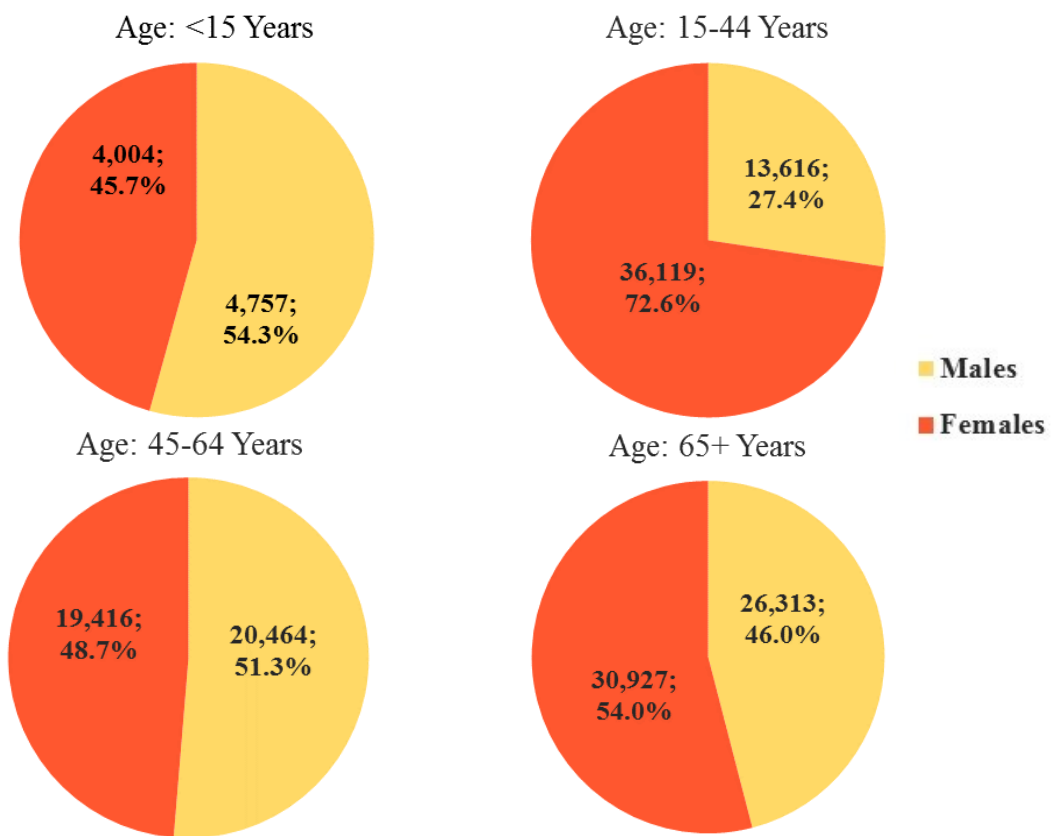 Age: <15 Years
4,004;
45.7%
4,757;
54.3%
Age: 15-44 Years
13,616;
27.4%
36,119;
72.6%
Males
Females
Age: 45-64 Years
19,416;
48.7%
20,464;
51.3%
Age: 65+ Years
26,313;
46.0%
30,927;
54.0%